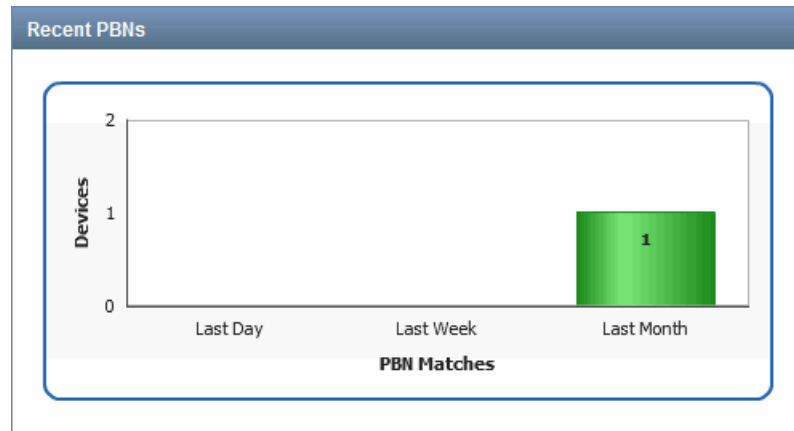 Recent PBNs
2
Devices
1
1
0
Last Day Last Week Last Month
PBN Matches